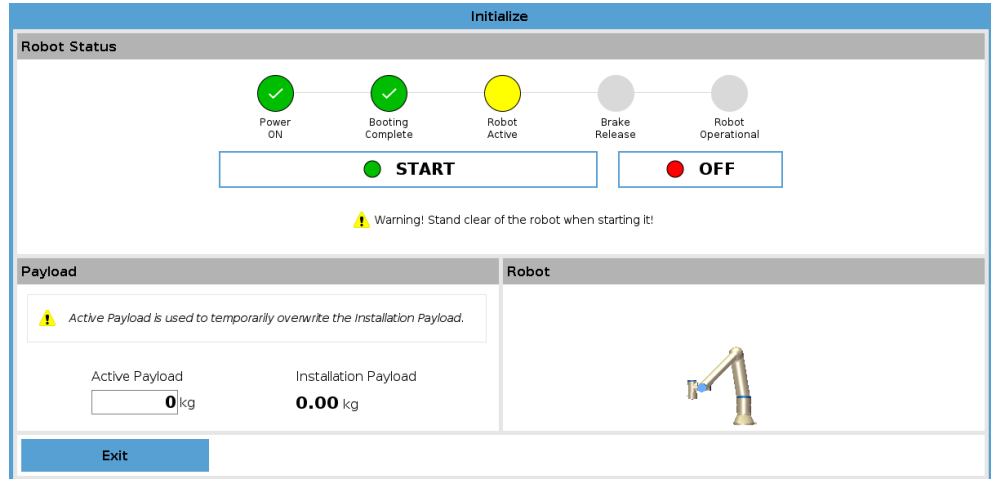 Initialize
Robot Status
Power
ON
Booting
Complete
Robot
Active
Brake
Release
Robot
Operational
START
OFF
Warning! Stand clear of the robot when starting it!
Payload
Robot
Active Payload is used to temporarily overwrite the Installation Payload.
Active Payload
Installation Payload
0 kg
0.00 kg
Exit